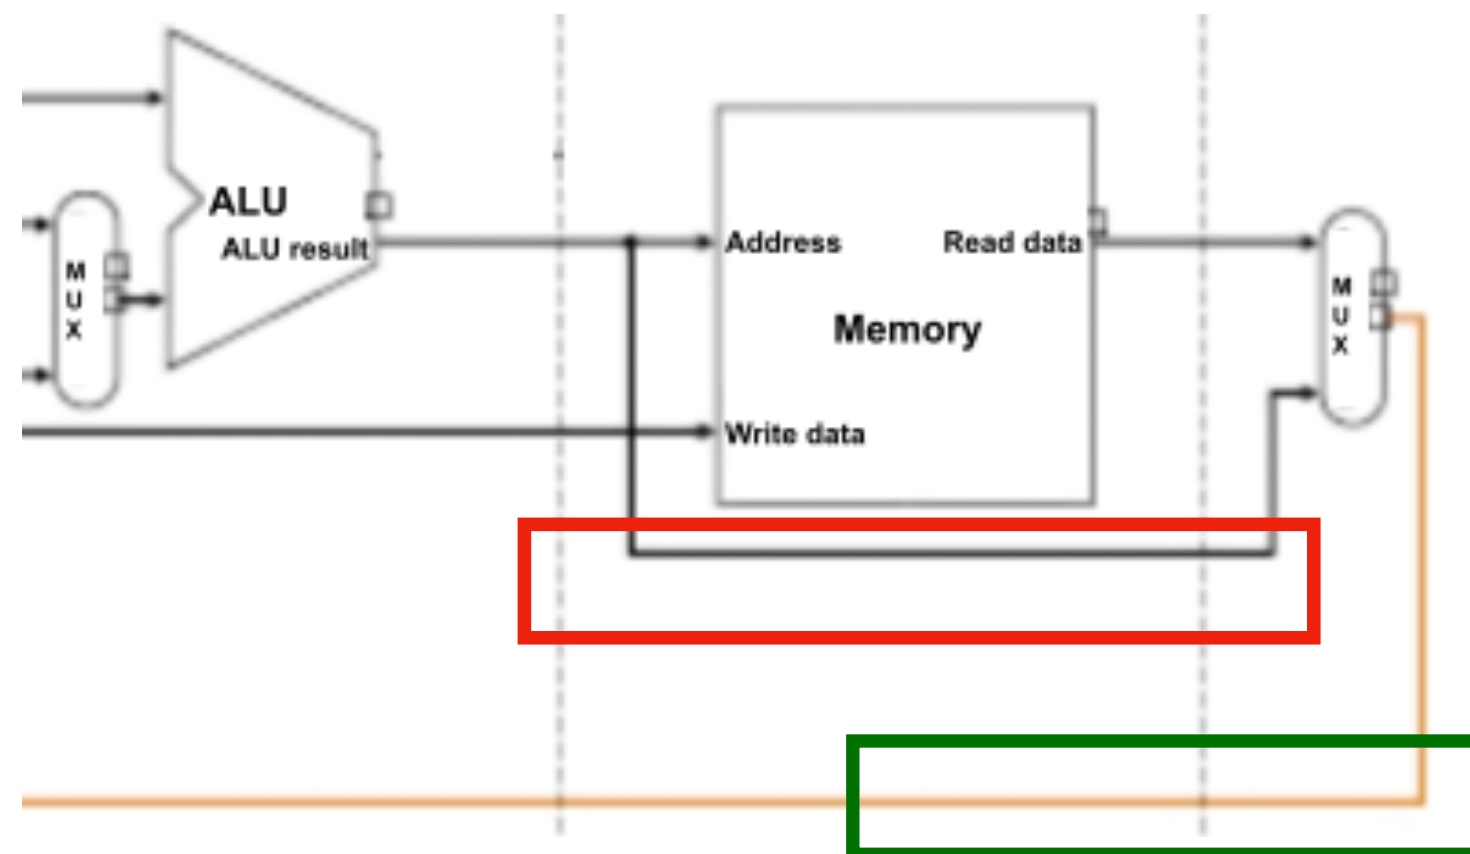 ALU
ALU result
M
U
X
Address
Read data
Memory
Write data
M
U
X